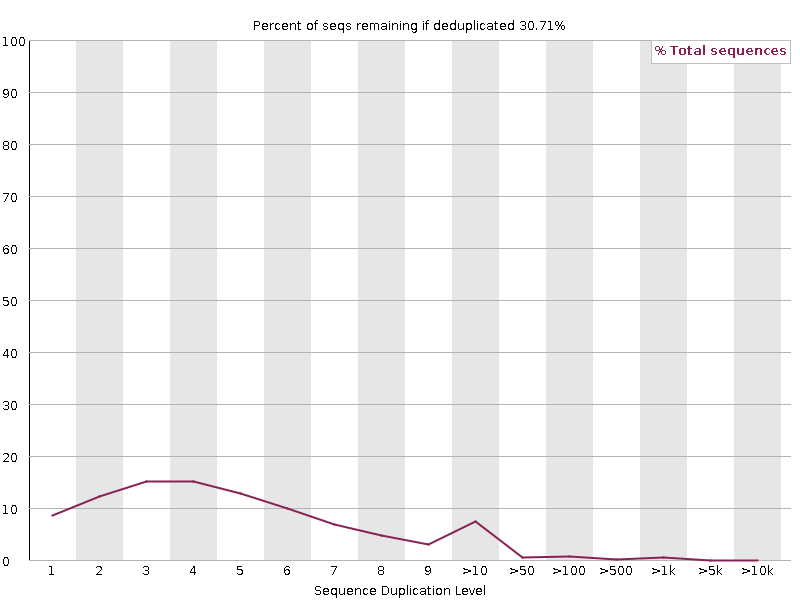 Percent of seqs remaining if deduplicated 30.71%
% Total sequences
100
90
80
70
60
50
40
30
20
10
0
1 2 3 4 5 6 7 8 9 >10 >50 >100 >500 >1k >5k >10k
Sequence Duplication Level